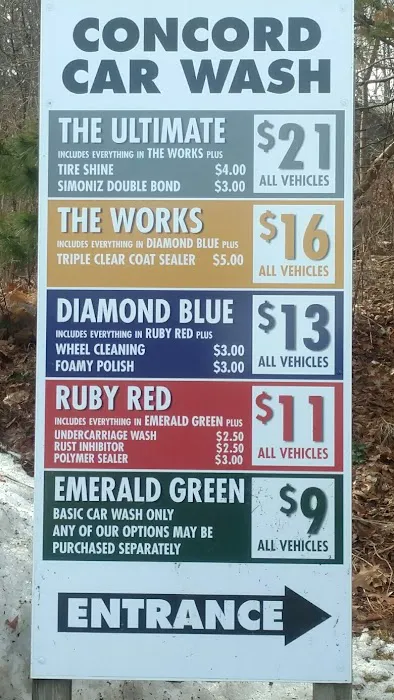 CONCORD
CAR WASH
THE ULTIMATE
INCLUDES EVERYTHING IN THE WORKS PLUS
TIRE SHINE $4.00
SIMONIZ DOUBLE BOND $3.00
$21
ALL VEHICLES
THE WORKS
INCLUDES EVERYTHING IN DIAMOND BLUE PLUS
TRIPLE CLEAR COAT SEALER $5.00
$16
ALL VEHICLES
DIAMOND BLUE
INCLUDES EVERYTHING IN RUBY RED PLUS
WHEEL CLEANING $3.00
FOAMY POLISH $3.00
$13
ALL VEHICLES
RUBY RED
INCLUDES EVERYTHING IN EMERALD GREEN PLUS
UNDERCARRIAGE WASH $2.50
RUST INHIBITOR $2.50
POLYMER SEALER $3.00
$11
ALL VEHICLES
EMERALD GREEN
BASIC CAR WASH ONLY
ANY OF OUR OPTIONS MAY BE
PURCHASED SEPARATELY
$9
ALL VEHICLES
ENTRANCE